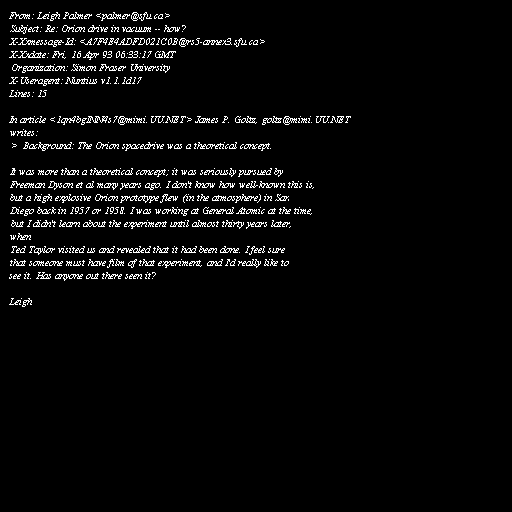 From: Leigh Palmer <palmer@sfu.ca>
Subject: Re: Orion drive in vacuum -- how?
X-Xxmessage-Id: <A7F4E4ADFD021C0B@rs5-annex3.sfu.ca>
X-Xxdate: Fri, 16 Apr 93 06:33:17 GMT
Organization: Simon Fraser University
X-Useragent: Nuntius v1.1.1d17
Lines: 15

In article <1qn4bgINN4s7@mimi.UU.NET> James P. Goltz, goltz@mimi.UU.NET
writes:
> Background: The Orion spacedrive was a theoretical concept.

It was more than a theoretical concept; it was seriously pursued by
Freeman Dyson et al many years ago. I don't know how well-known this is,
but a high explosive Orion prototype flew (in the atmosphere) in San
Diego back in 1957 or 1958. I was working at General Atomic at the time,
but I didn't learn about the experiment until almost thirty years later,
when
Ted Taylor visited us and revealed that it had been done. I feel sure
that someone must have film of that experiment, and I'd really like to
see it. Has anyone out there seen it?

Leigh